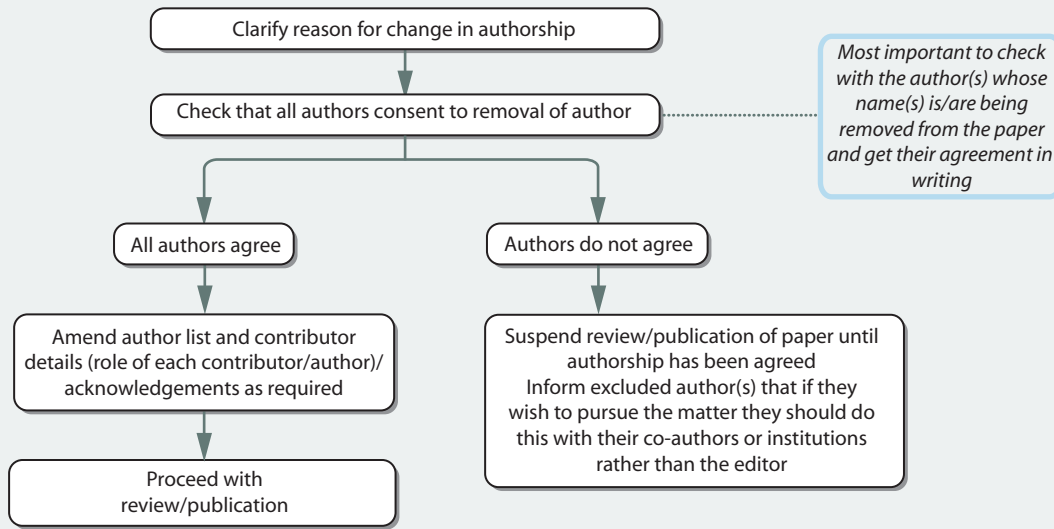 Clarify reason for change in authorship
Check that all authors consent to removal of author
Most important to check
with the author(s) whose
name(s) is/are being
removed from the paper
and get their agreement in
writing
All authors agree
Authors do not agree
Amend author list and contributor
details (role of each contributor/author)/
acknowledgements as required
Suspend review/publication of paper until
authorship has been agreed
Inform excluded author(s) that if they
wish to pursue the matter they should do
this with their co-authors or institutions
rather than the editor
Proceed with
review/publication